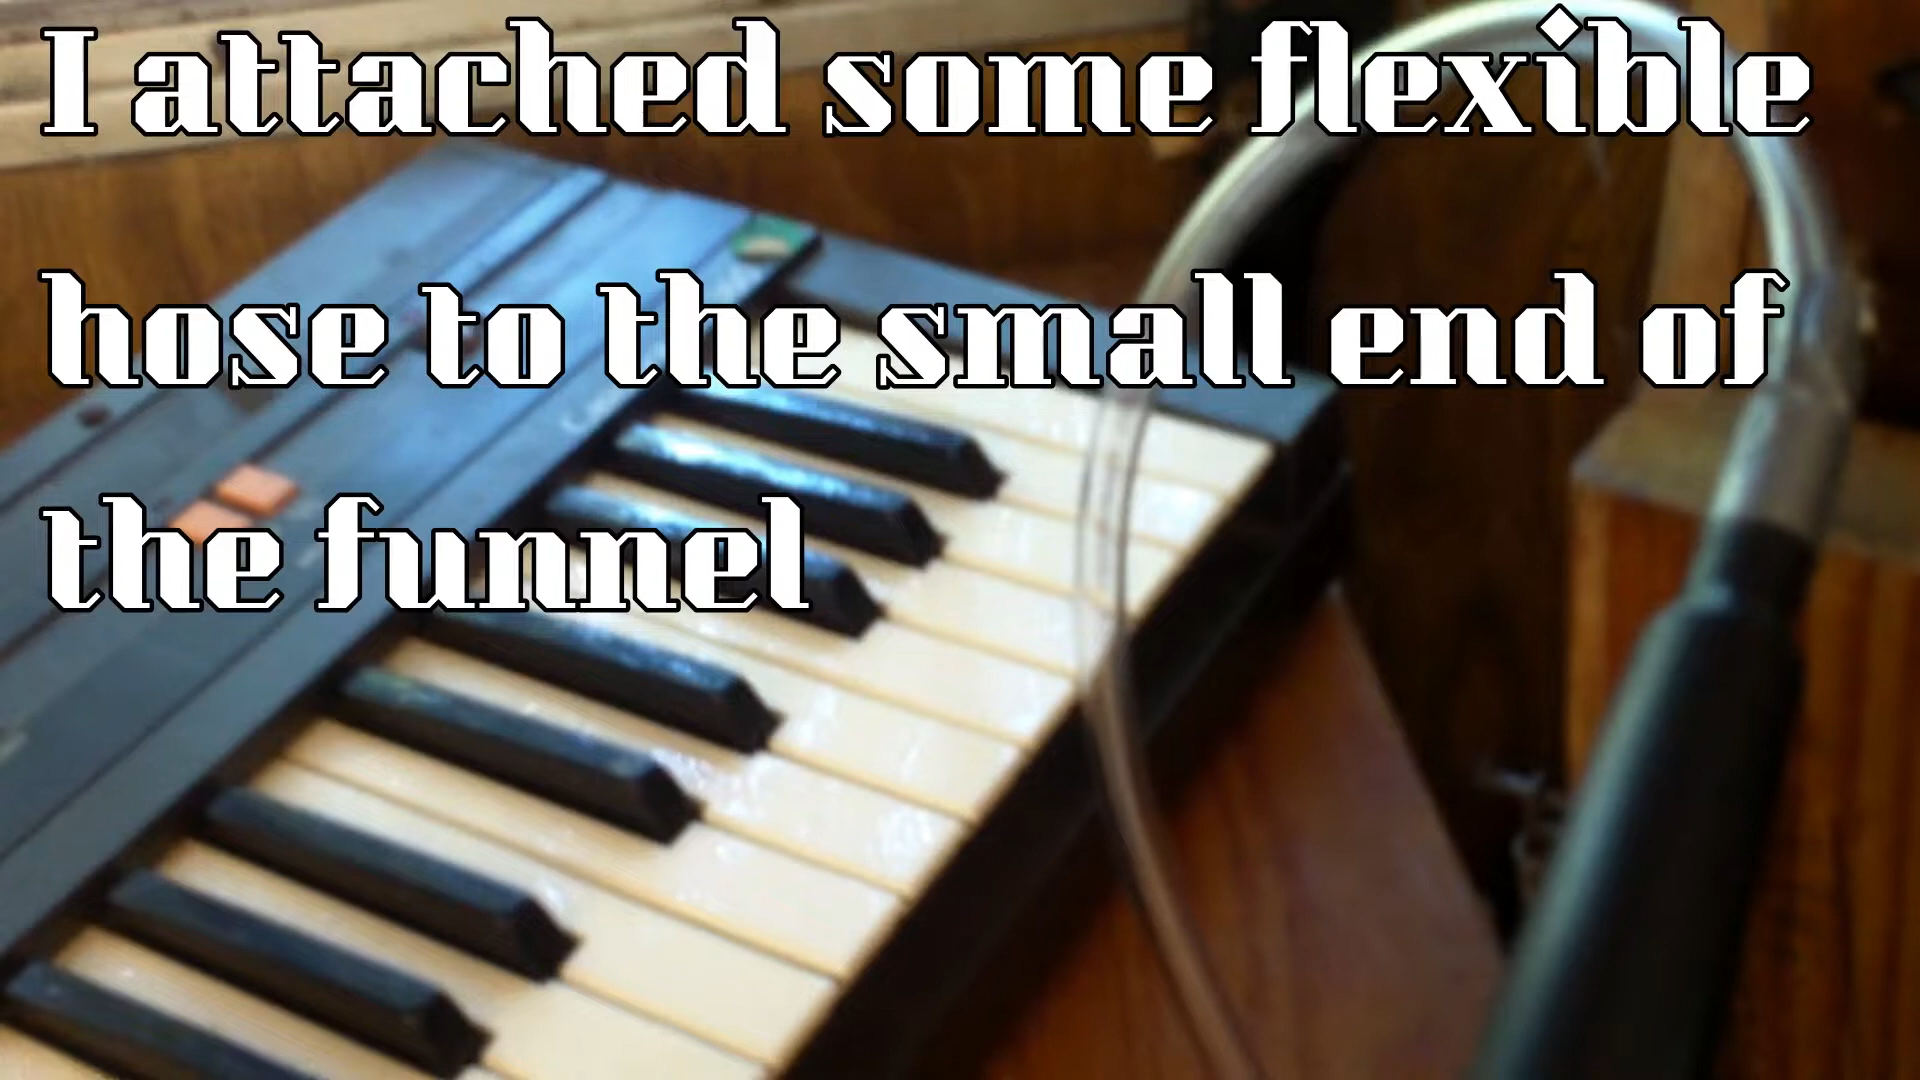 I attached some flexible
hose to the small end of
the funnel